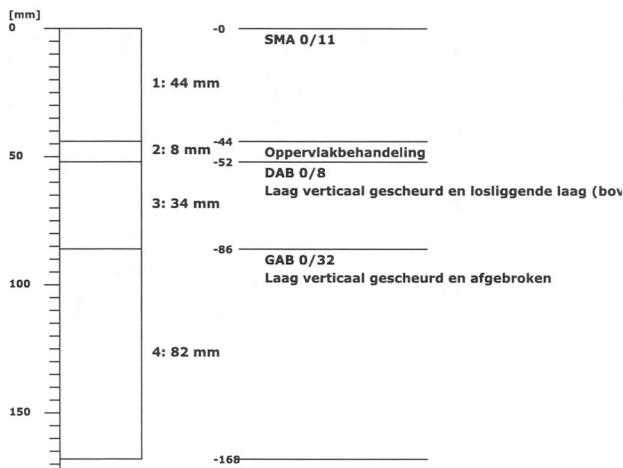 [mm]
0
-0
SMA 0/11
1: 44 mm
-44
2: 8 mm
Oppervlakbehandeling
50
-52
DAB 0/8
Laag verticaal gescheurd en losliggende laag (bov
3: 34 mm
-86
GAB 0/32
Laag verticaal gescheurd en afgebroken
100
4: 82 mm
150
-168